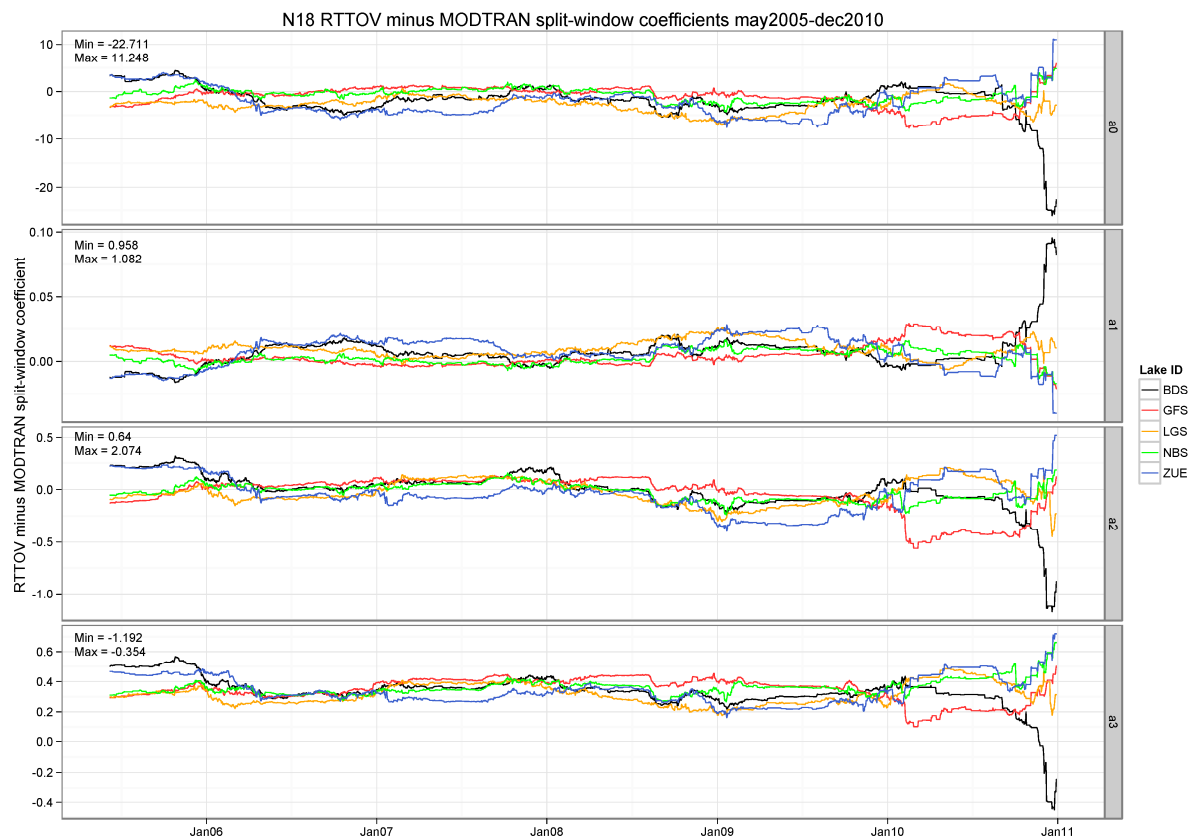 N18 RTTOV minus MODTRAN split-window coefficients may2005-dec2010
RTTOV minus MODTRAN split-window coefficient
Min = -22.711
Max = 11.248
10
0
-10
-20
a0
Min = 0.958
Max = 1.082
0.10
0.05
0.00
a1
Min = 0.64
Max = 2.074
0.5
0.0
-0.5
-1.0
a2
Min = -1.192
Max = -0.354
0.6
0.4
0.2
0.0
-0.2
-0.4
a3
Jan06 Jan07 Jan08 Jan09 Jan10 Jan11
Lake ID
BDS
GFS
LGS
NBS
ZUE